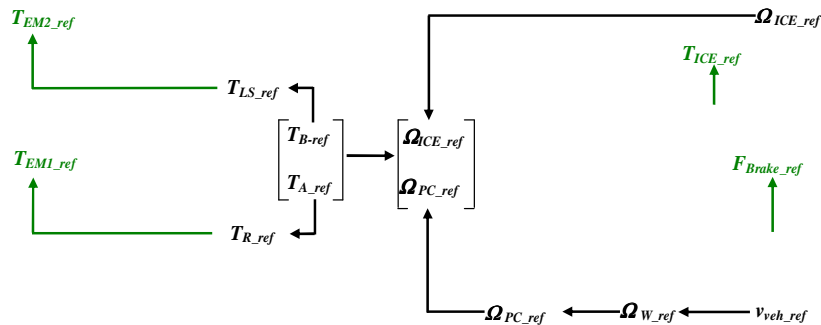 T_EM2_ref
Ω_ICE_ref
T_ICE_ref
T_LS_ref
T_B-ref
Ω_ICE_ref
T_EM1_ref
F_Brake_ref
T_A_ref
Ω_PC_ref
T_R_ref
Ω_PC_ref
Ω_W_ref
v_veh_ref